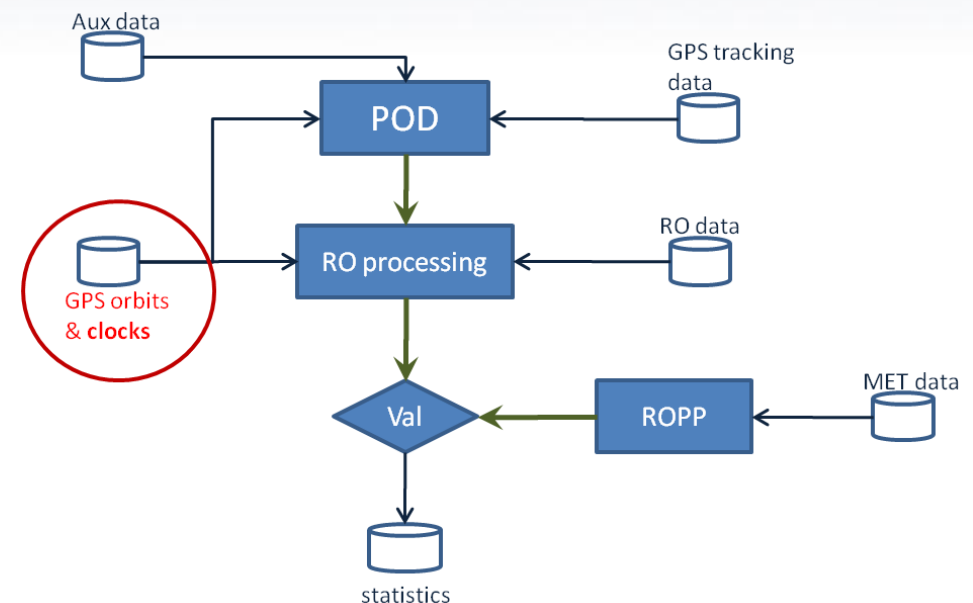 Aux data
GPS tracking
data
POD
RO data
RO processing
GPS orbits
& clocks
MET data
Val
ROPP
statistics